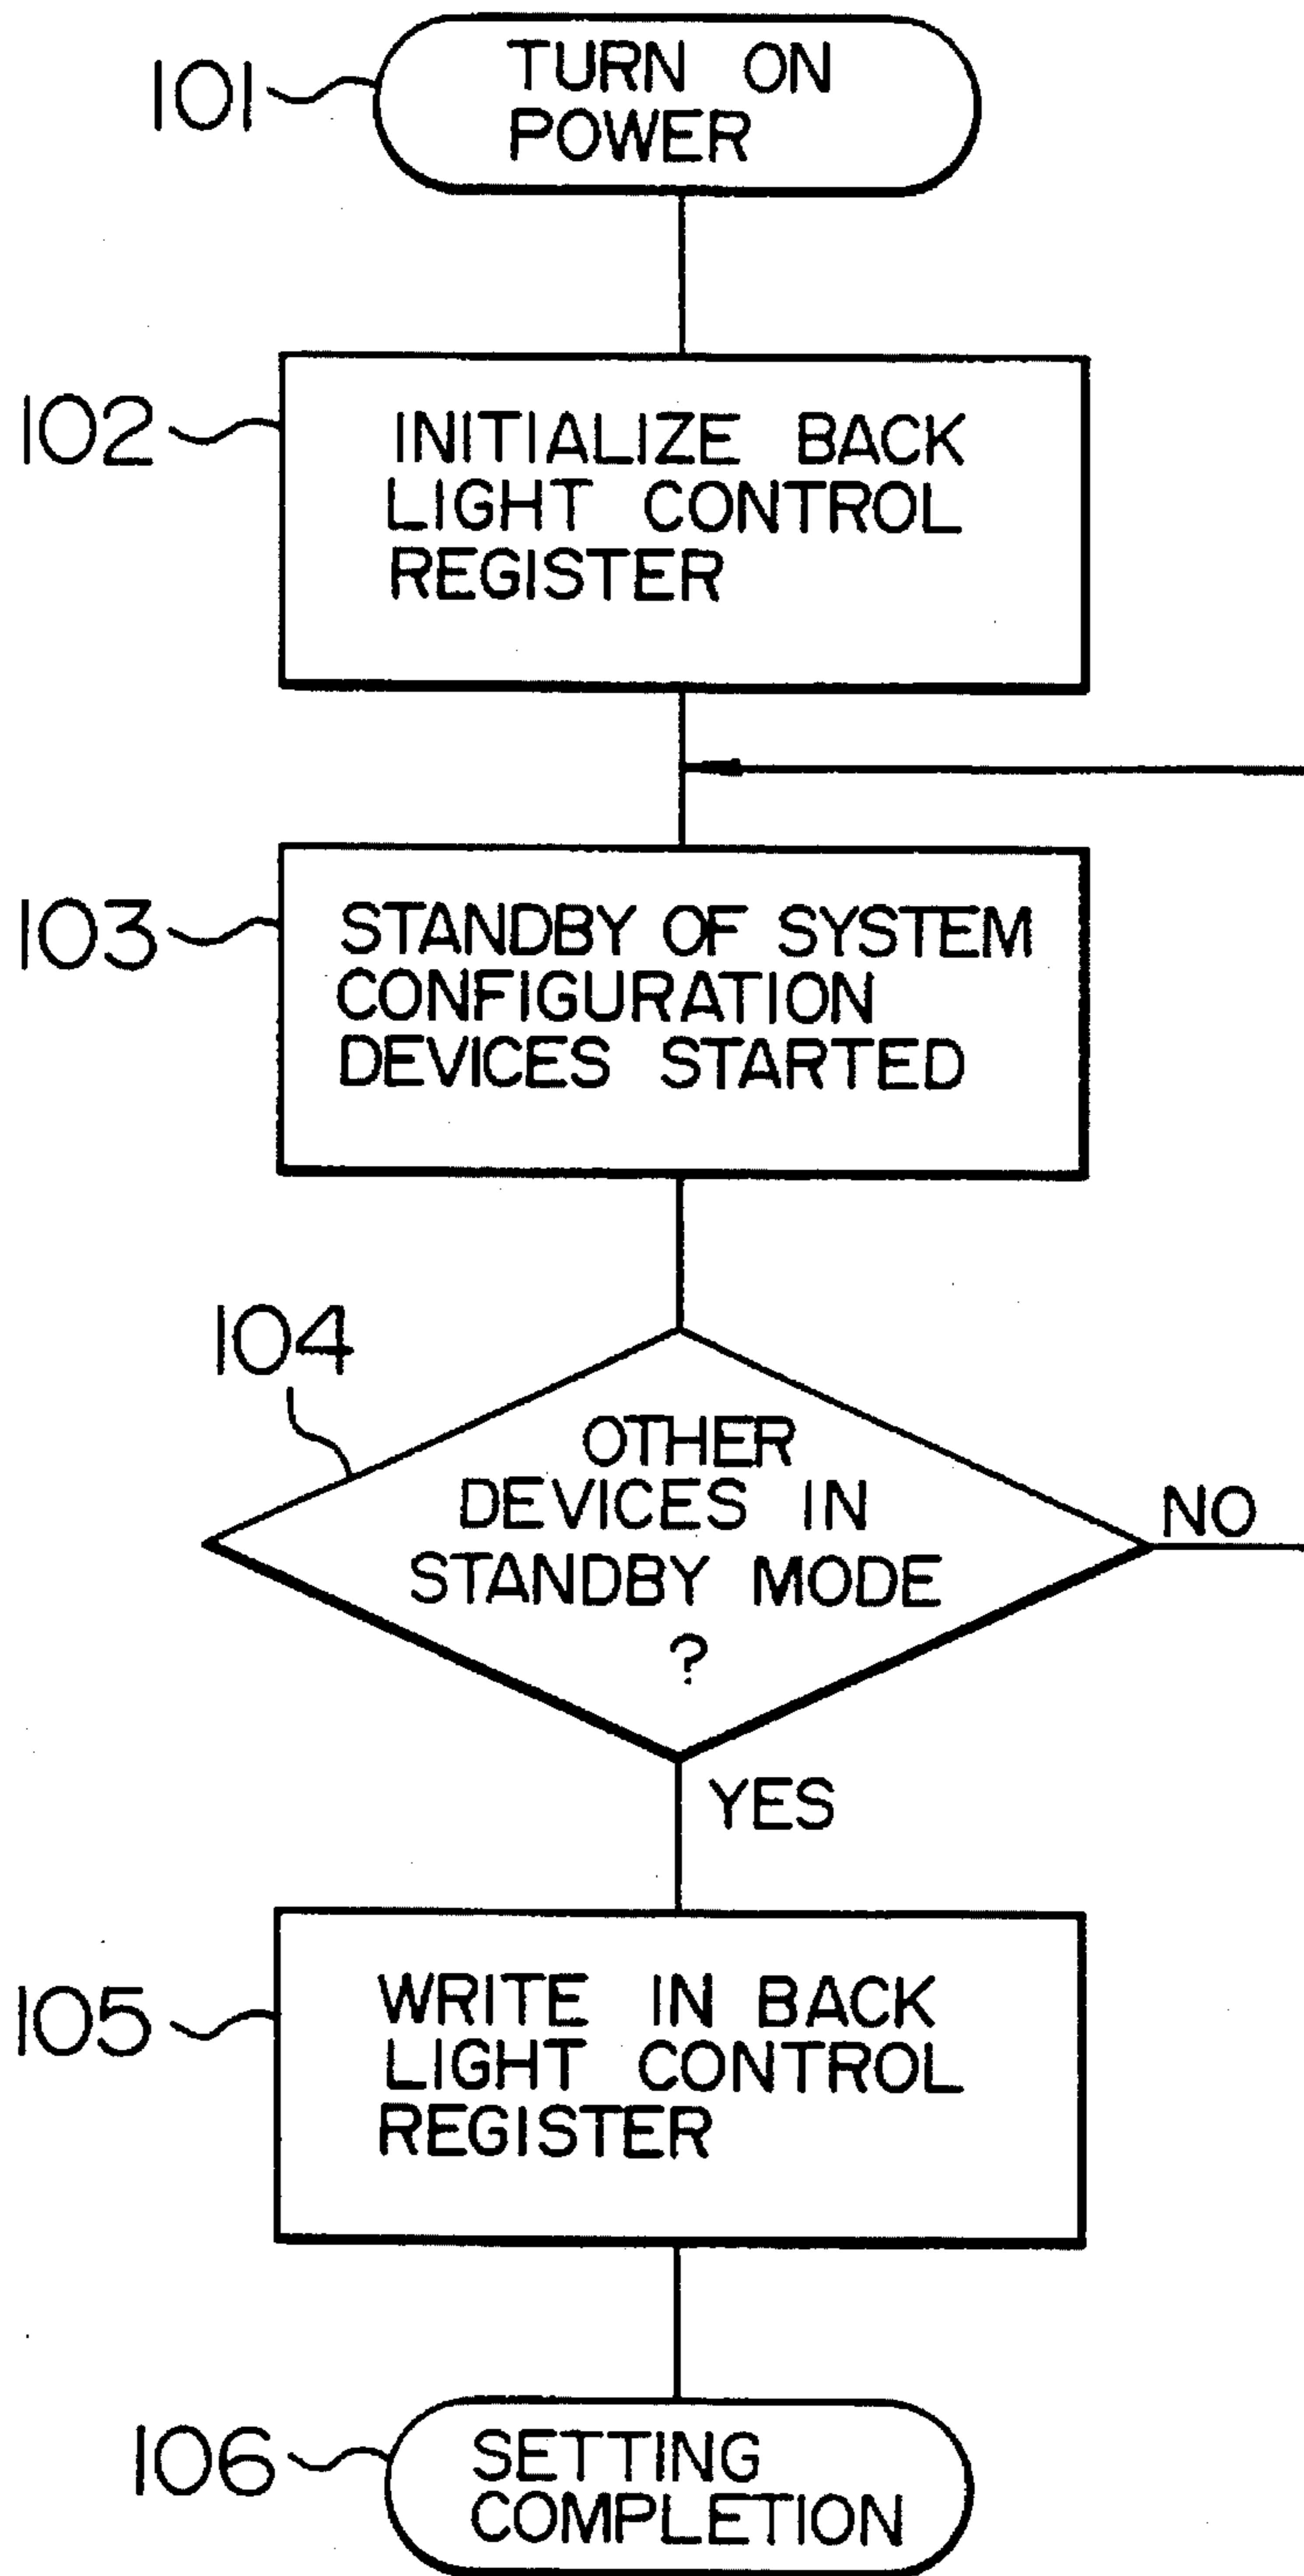 101
TURN ON
POWER
102
INITIALIZE BACK
LIGHT CONTROL
REGISTER
103
STANDBY OF SYSTEM
CONFIGURATION
DEVICES STARTED
104
OTHER
DEVICES IN
STANDBY MODE
?
NO
YES
105
WRITE IN BACK
LIGHT CONTROL
REGISTER
106
SETTING
COMPLETION